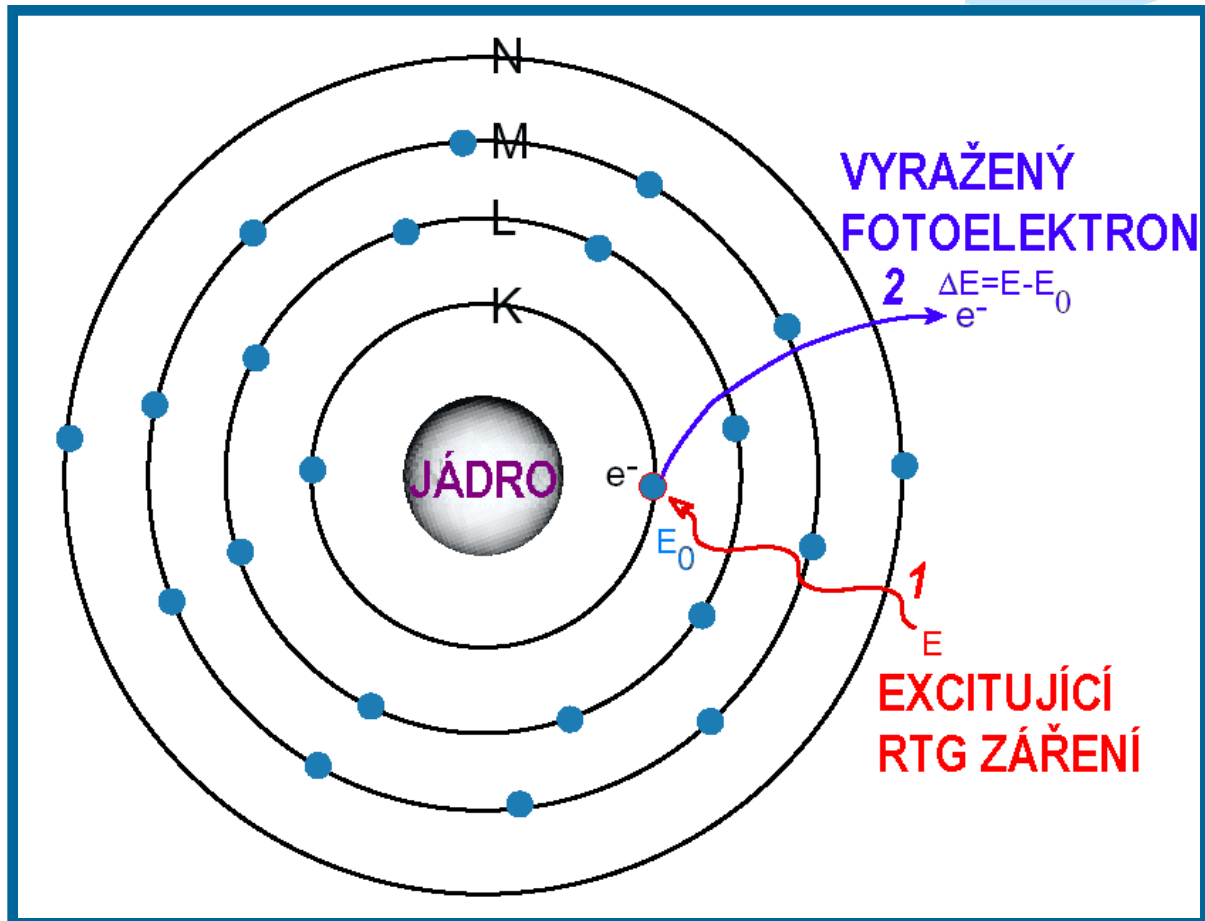 N
M
L
K
JÁDRO
e-
E0
VYRAŽENÝ
FOTOELEKTRON
2 ΔE=E-E0
e-
1
E
EXCITUJÍCÍ
RTG ZÁŘENÍ